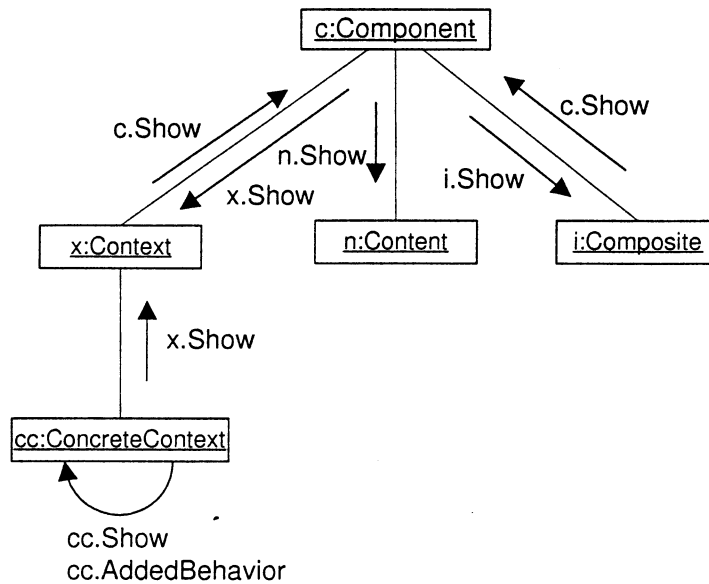 c:Component
c.Show
c.Show
n.Show
x.Show
i.Show
x:Context
n:Content
i:Composite
x.Show
cc:ConcreteContext
cc.Show
cc.AddedBehavior